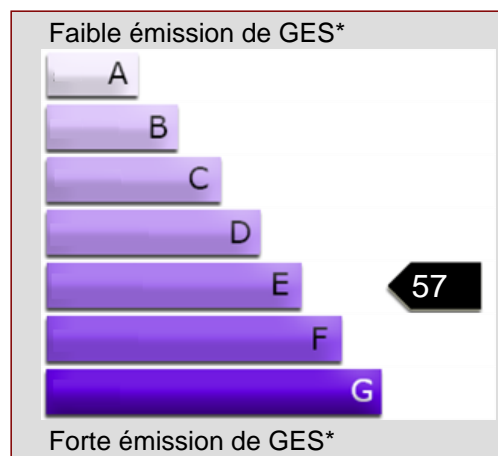 Faible émission de GES*
A
B
C
D
E 57
F
G
Forte émission de GES*